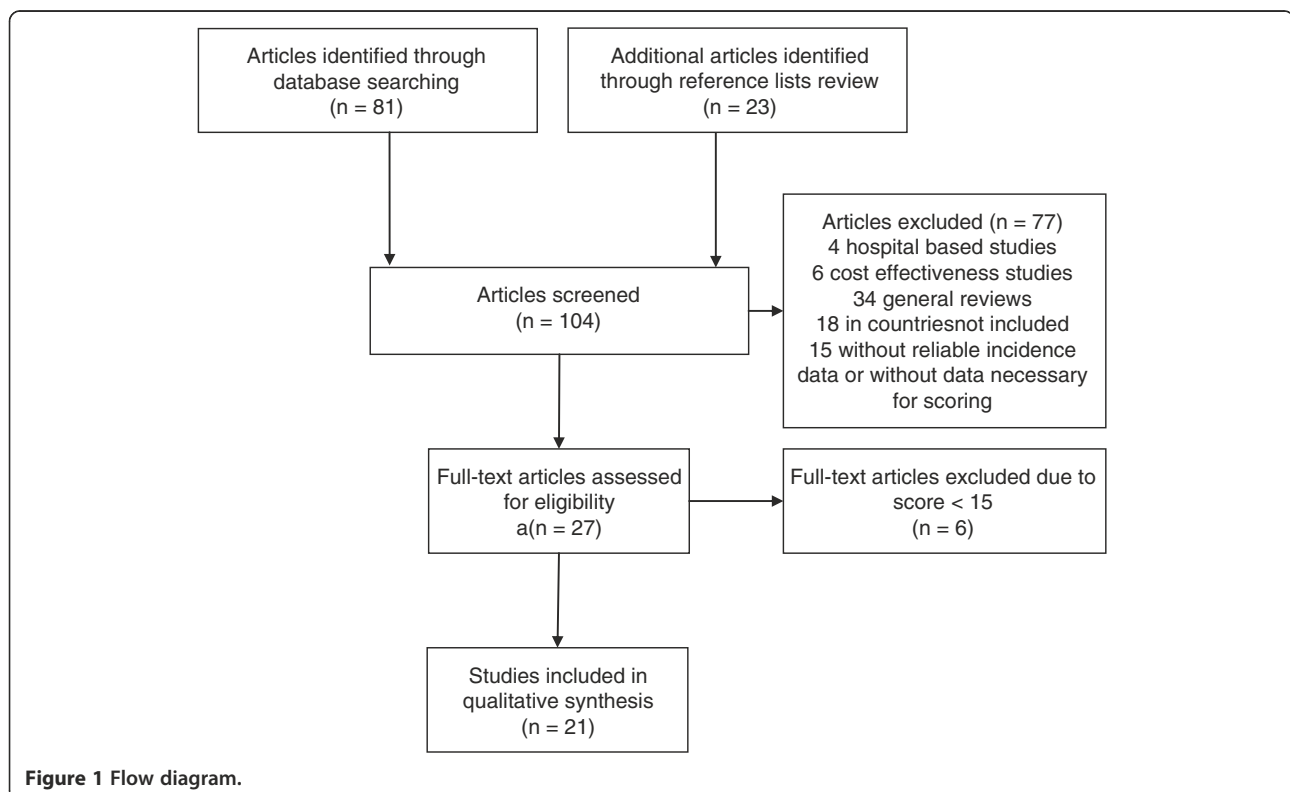 Articles identified through
database searching
(n = 81)
Additional articles identified
through reference lists review
(n = 23)
Articles excluded (n = 77)
4 hospital based studies
6 cost effectiveness studies
34 general reviews
18 in countriesnot included
15 without reliable incidence
data or without data necessary
for scoring
Articles screened
(n = 104)
Full-text articles assessed
for eligibility
a(n = 27)
Full-text articles excluded due to
score < 15
(n = 6)
Studies included in
qualitative synthesis
(n = 21)
Figure 1 Flow diagram.